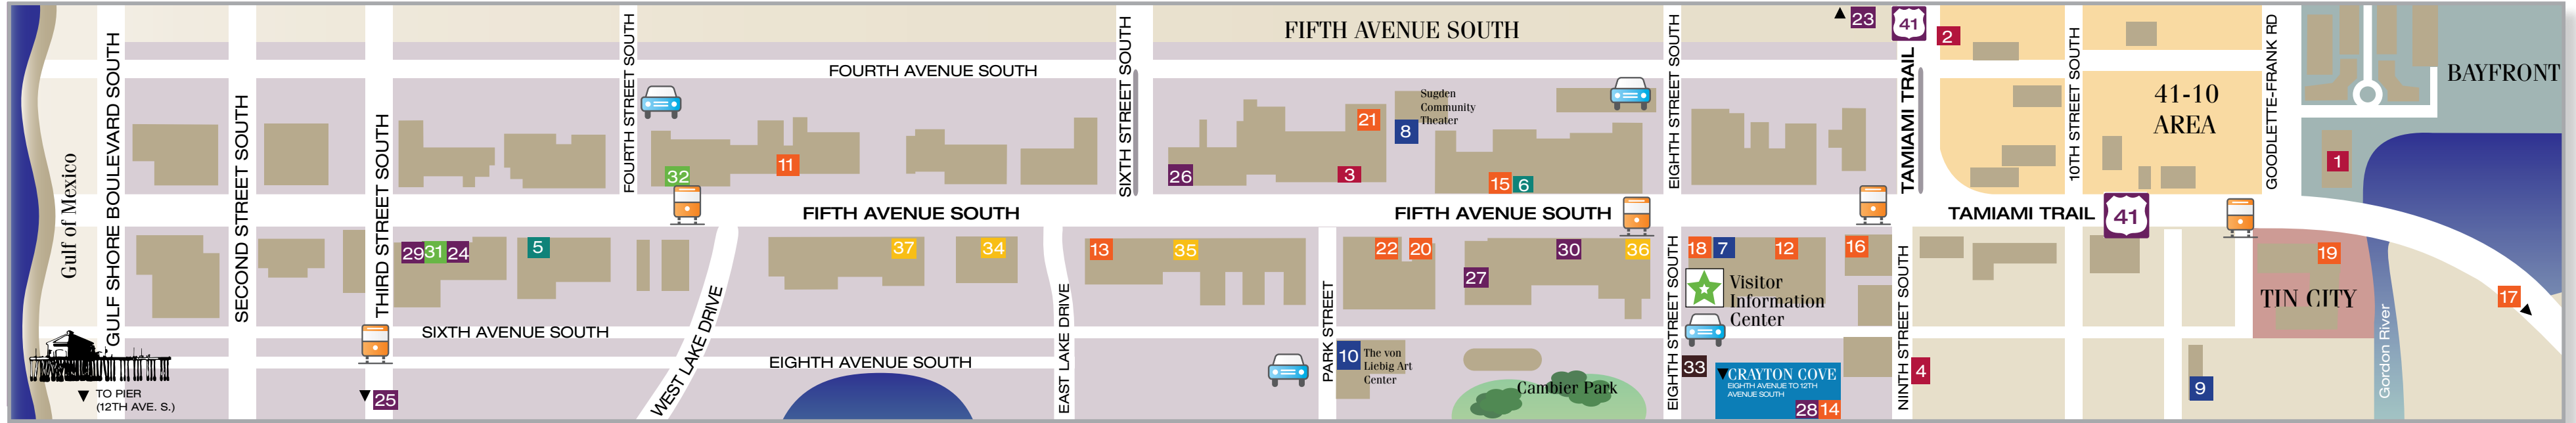 FIFTH AVENUE SOUTH
23
41
2
FOURTH AVENUE SOUTH
BAYFRONT
41-10
AREA
Sugden
Community
Theater
21
8
1
11
32
26
3
15
6
Gulf of Mexico
GULF SHORE BOULEVARD SOUTH
SECOND STREET SOUTH
THIRD STREET SOUTH
FOURTH STREET SOUTH
SIXTH STREET SOUTH
EIGHTH STREET SOUTH
TAMIAMI TRAIL
10TH STREET SOUTH
GOODLETTE-FRANK RD
FIFTH AVENUE SOUTH
FIFTH AVENUE SOUTH
TAMIAMI TRAIL
41
29
31
24
5
37
34
13
35
22
20
27
30
36
18
7
12
16
19
Visitor
Information
Center
TIN CITY
17
SIXTH AVENUE SOUTH
WEST LAKE DRIVE
EIGHTH AVENUE SOUTH
EAST LAKE DRIVE
PARK STREET
EIGHTH STREET SOUTH
NINTH STREET SOUTH
Gordon River
10
The von
Liebig Art
Center
Cambier Park
33
CRAYTON COVE
EIGHTH AVENUE TO 12TH
AVENUE SOUTH
28
14
4
9
TO PIER
(12TH AVE. S.)
25